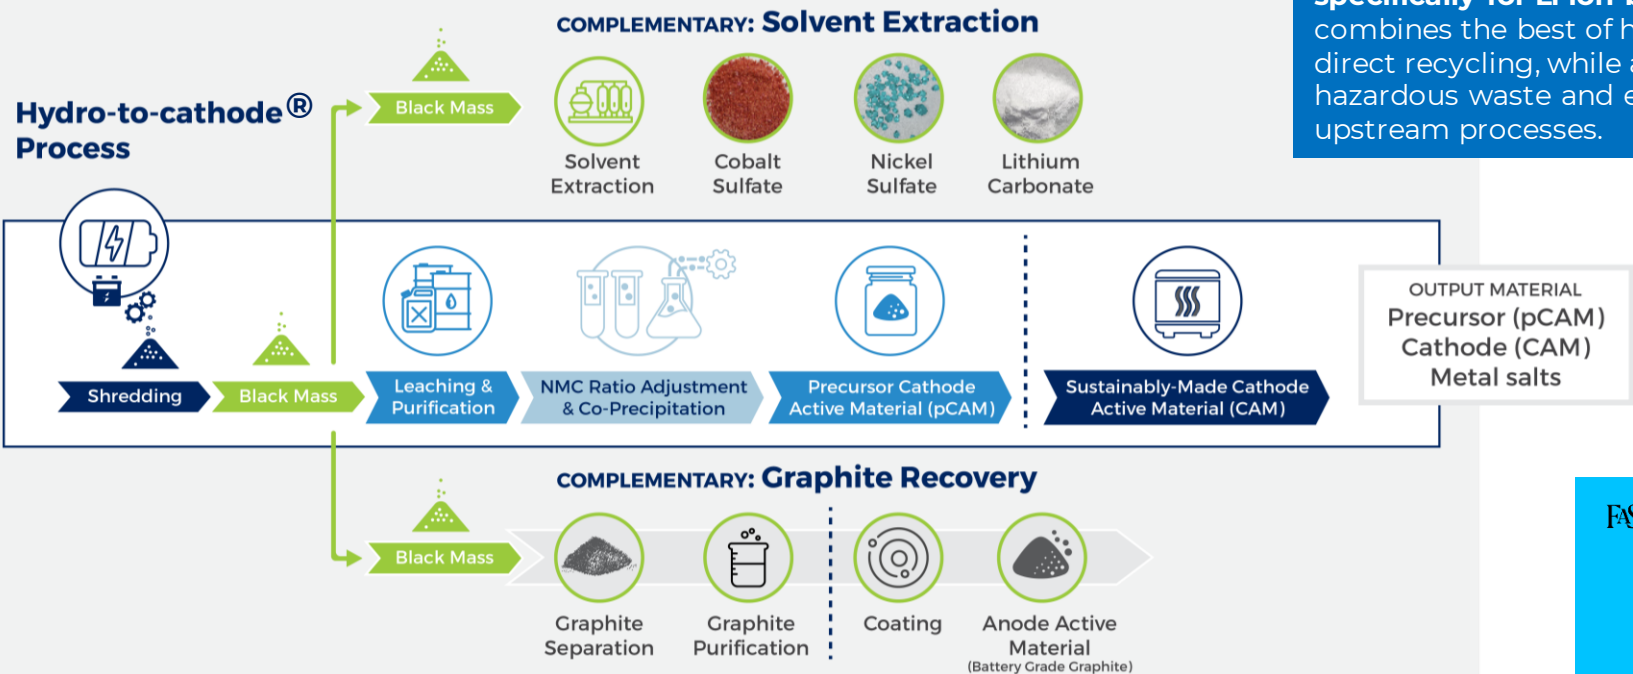 COMPLEMENTARY: Solvent Extraction
Hydro-to-cathode®
Process
Black Mass
Solvent
Extraction
Cobalt
Sulfate
Nickel
Sulfate
Lithium
Carbonate
combines the best of
direct recycling, while
hazardous waste and
upstream processes.
Shredding
Black Mass
Leaching &
Purification
NMC Ratio Adjustment
& Co-Precipitation
Precursor Cathode
Active Material (pCAM)
Sustainably-Made Cathode
Active Material (CAM)
OUTPUT MATERIAL
Precursor (pCAM)
Cathode (CAM)
Metal salts
COMPLEMENTARY: Graphite Recovery
Black Mass
Graphite
Separation
Graphite
Purification
Coating
Anode Active
Material
(Battery Grade Graphite)